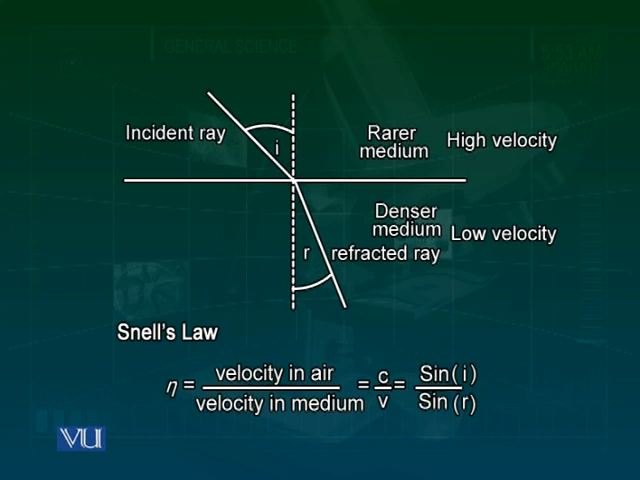 GENERAL SCIENCE
Incident ray
i
Rarer
medium
High velocity
Denser
medium
Low velocity
r
refracted ray
Snell's Law
η = velocity in air / velocity in medium = c / v = Sin(i) / Sin(r)
VU